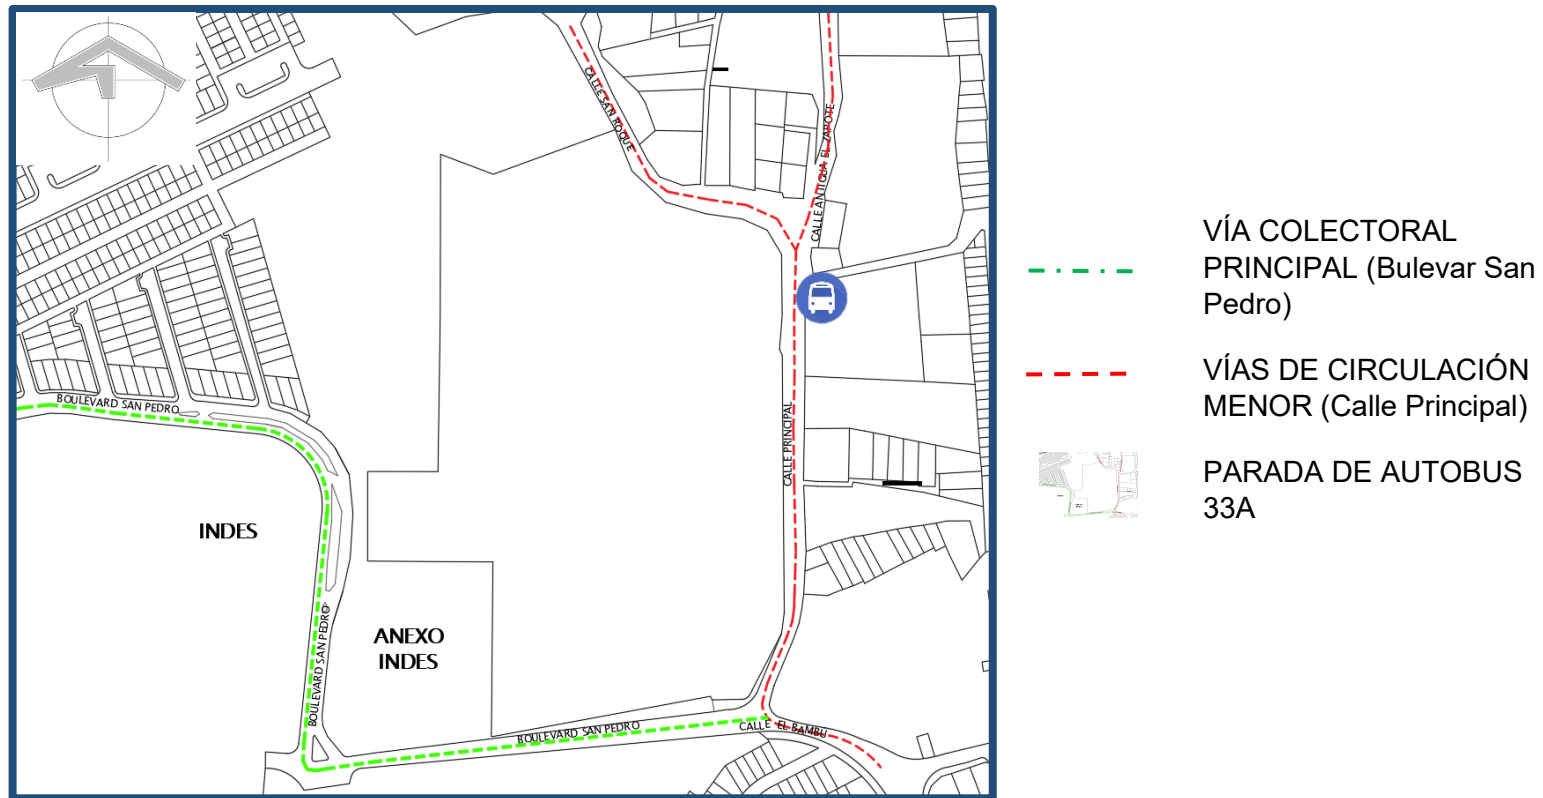 CALLE SAN ROQUE
CALLE ANTIGUA EL ZAPOTE
BOULEVARD SAN PEDRO
CALLE PRINCIPAL
INDES
BOULEVARD SAN PEDRO
ANEXO
INDES
BOULEVARD SAN PEDRO
CALLE EL BAMBU
VÍA COLECTORAL
PRINCIPAL (Bulevar San
Pedro)
VÍAS DE CIRCULACIÓN
MENOR (Calle Principal)
PARADA DE AUTOBUS
33A